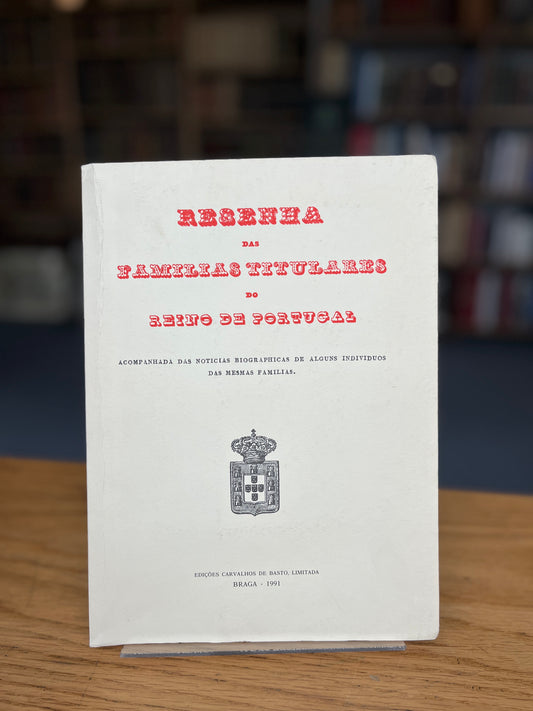 RESENHA
DAS
FAMILIAS TITULARES
DO
REINO DE PORTUGAL
ACOMPANHADA DAS NOTICIAS BIOGRAPHICAS DE ALGUNS INDIVIDUOS
DAS MESMAS FAMILIAS.
EDIÇÕES CARVALHOS DE BASTO, LIMITADA
BRAGA - 1991